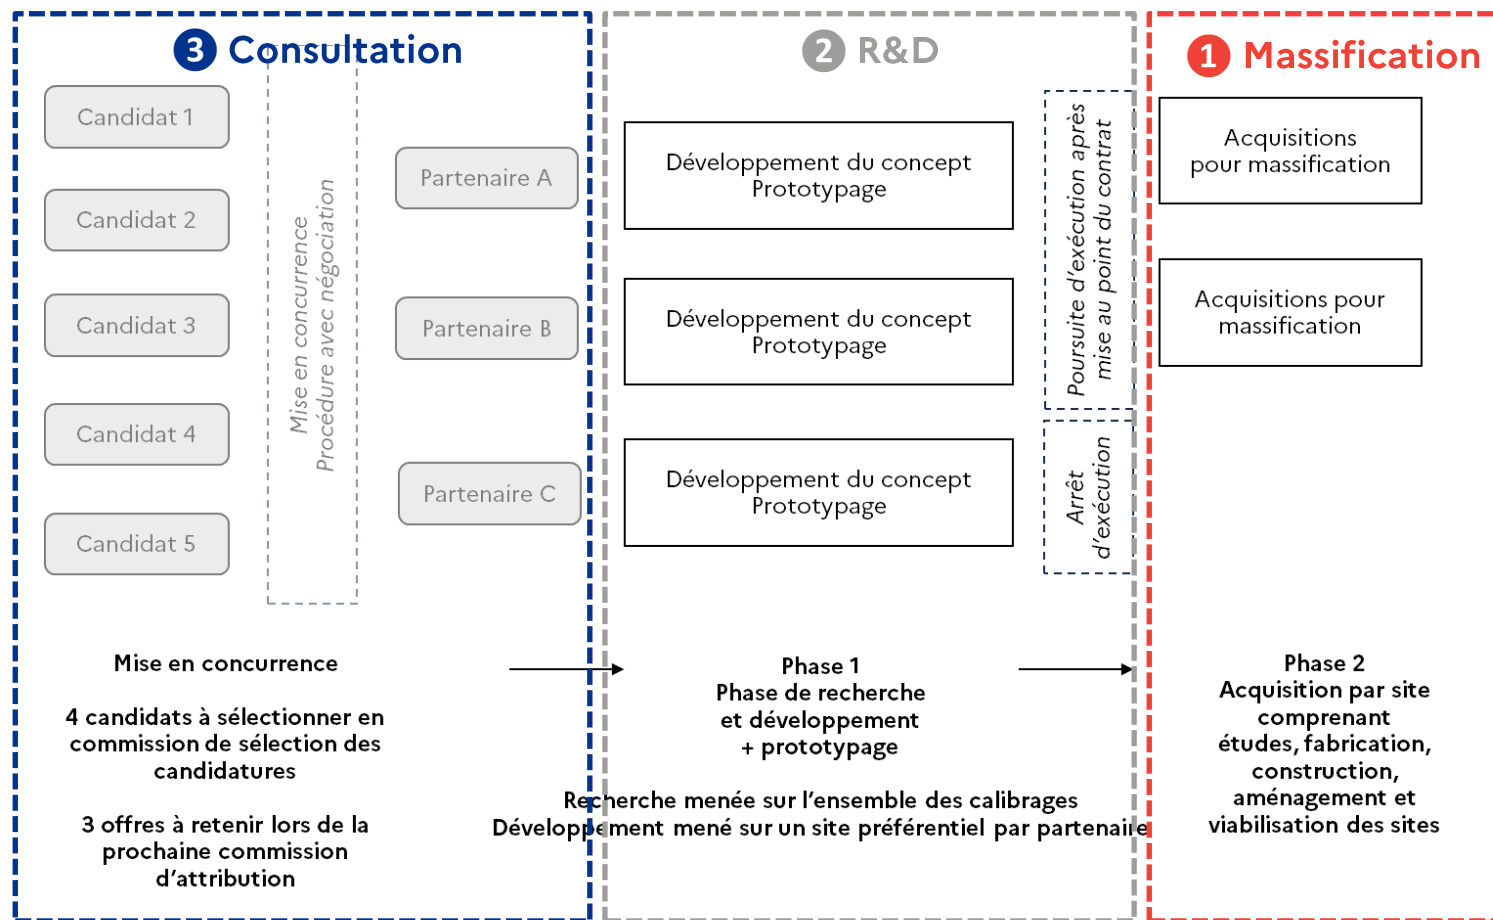 3 Consultation
Candidat 1
Candidat 2
Candidat 3
Candidat 4
Candidat 5
Mise en concurrence
Procédure avec négociation
Partenaire A
Partenaire B
Partenaire C
Mise en concurrence
4 candidats à sélectionner en
commission de sélection des
candidatures
3 offres à retenir lors de la
prochaine commission
d'attribution
2 R&D
Développement du concept
Prototypage
Développement du concept
Prototypage
Développement du concept
Prototypage
Poursuite d'exécution après
mise au point du contrat
Arrêt
d'exécution
Phase 1
Phase de recherche
et développement
+ prototypage
Recherche menée sur l'ensemble des calibrages
Développement mené sur un site préférentiel par partenaire
1 Massification
Acquisitions
pour massification
Acquisitions pour
massification
Phase 2
Acquisition par site
comprenant
études, fabrication,
construction,
aménagement et
viabilisation des sites